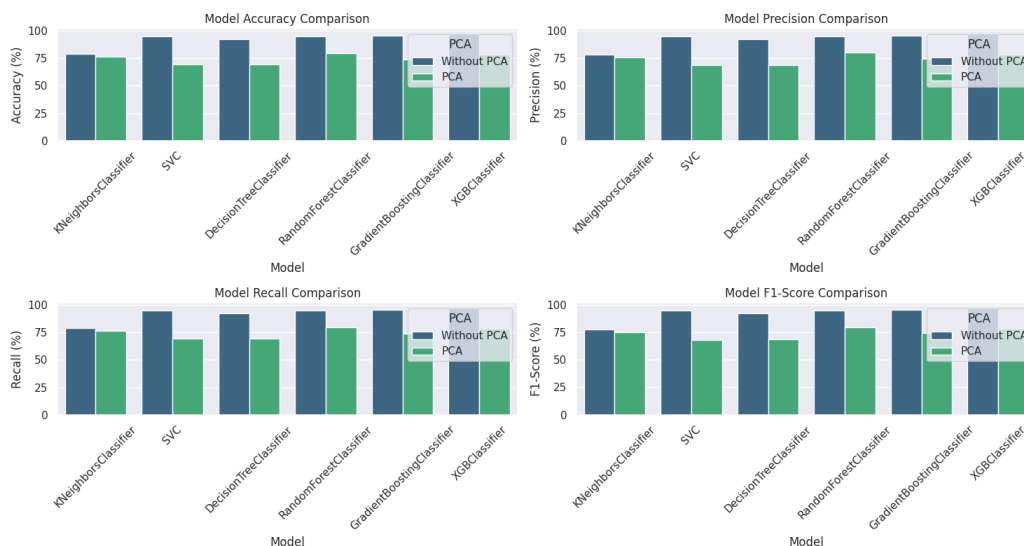 Model Accuracy Comparison
Accuracy (%)
100
75
50
25
0
PCA
Without PCA
PCA
KNeighborsClassifier
SVC
DecisionTreeClassifier
RandomForestClassifier
GradientBoostingClassifier
XGBClassifier
Model
Model Precision Comparison
Precision (%)
100
75
50
25
0
PCA
Without PCA
PCA
KNeighborsClassifier
SVC
DecisionTreeClassifier
RandomForestClassifier
GradientBoostingClassifier
XGBClassifier
Model
Model Recall Comparison
Recall (%)
100
75
50
25
0
PCA
Without PCA
PCA
KNeighborsClassifier
SVC
DecisionTreeClassifier
RandomForestClassifier
GradientBoostingClassifier
XGBClassifier
Model
Model F1-Score Comparison
F1-Score (%)
100
75
50
25
0
PCA
Without PCA
PCA
KNeighborsClassifier
SVC
DecisionTreeClassifier
RandomForestClassifier
GradientBoostingClassifier
XGBClassifier
Model